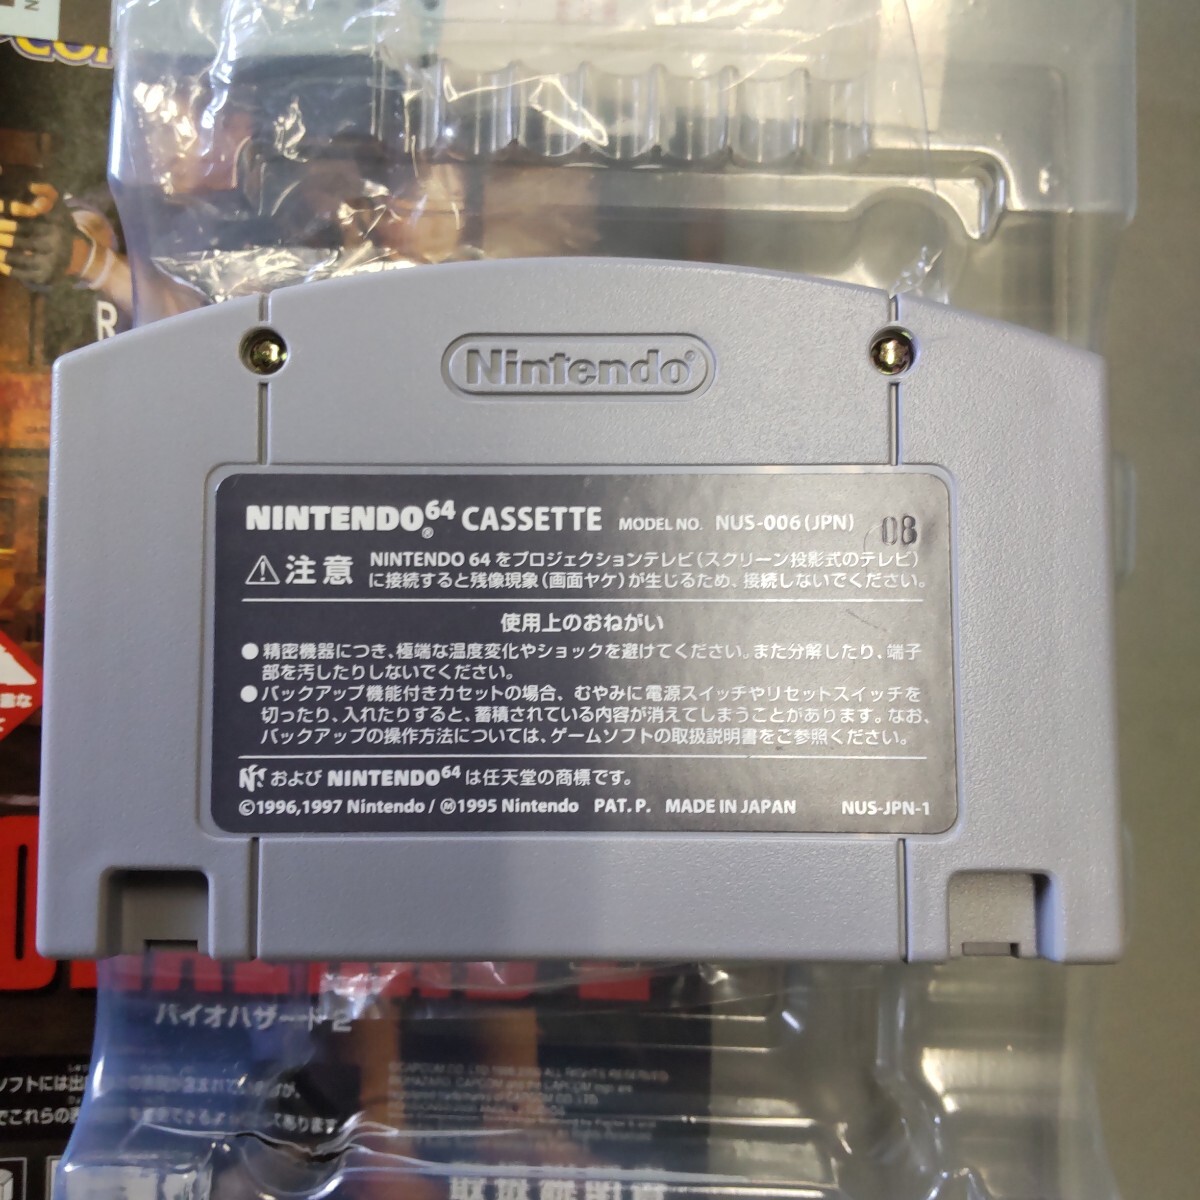 Nintendo®
NINTENDO64® CASSETTE MODEL NO. NUS-006(JPN) 08
⚠注意 NINTENDO 64 をプロジェクションテレビ(スクリーン投影式のテレビ)
に接続すると残像現象(画面ヤケ)が生じるため、接続しないでください。
使用上のおねがい
●精密機器につき、極端な温度変化やショックを避けてください。また分解したり、端子
部を汚したりしないでください。
●バックアップ機能付きカセットの場合、むやみに電源スイッチやリセットスイッチを
切ったり、入れたりすると、蓄積されている内容が消えてしまうことがあります。なお、
バックアップの操作方法については、ゲームソフトの取扱説明書をご参照ください。
および NINTENDO64 は任天堂の商標です。
©1996,1997 Nintendo/Ⓜ1995 Nintendo PAT. P. MADE IN JAPAN NUS-JPN-1
バイオハザード2
ソフトには出
取扱説明書